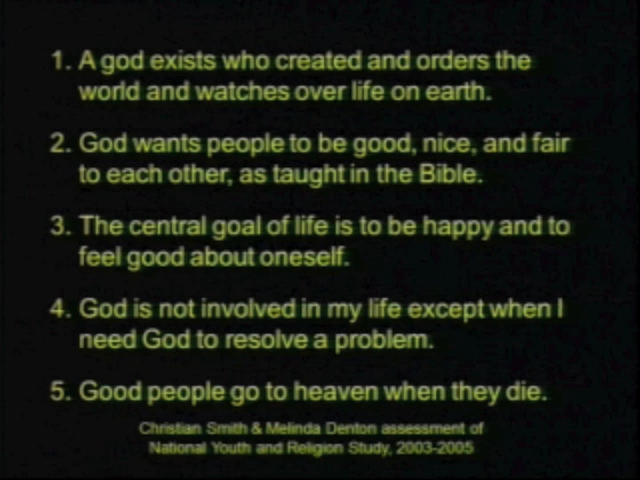 1. A god exists who created and orders the
world and watches over life on earth.
2. God wants people to be good, nice, and fair
to each other, as taught in the Bible.
3. The central goal of life is to be happy and to
feel good about oneself.
4. God is not involved in my life except when I
need God to resolve a problem.
5. Good people go to heaven when they die.
Christian Smith & Melinda Denton assessment of
National Youth and Religion Study, 2003-2005